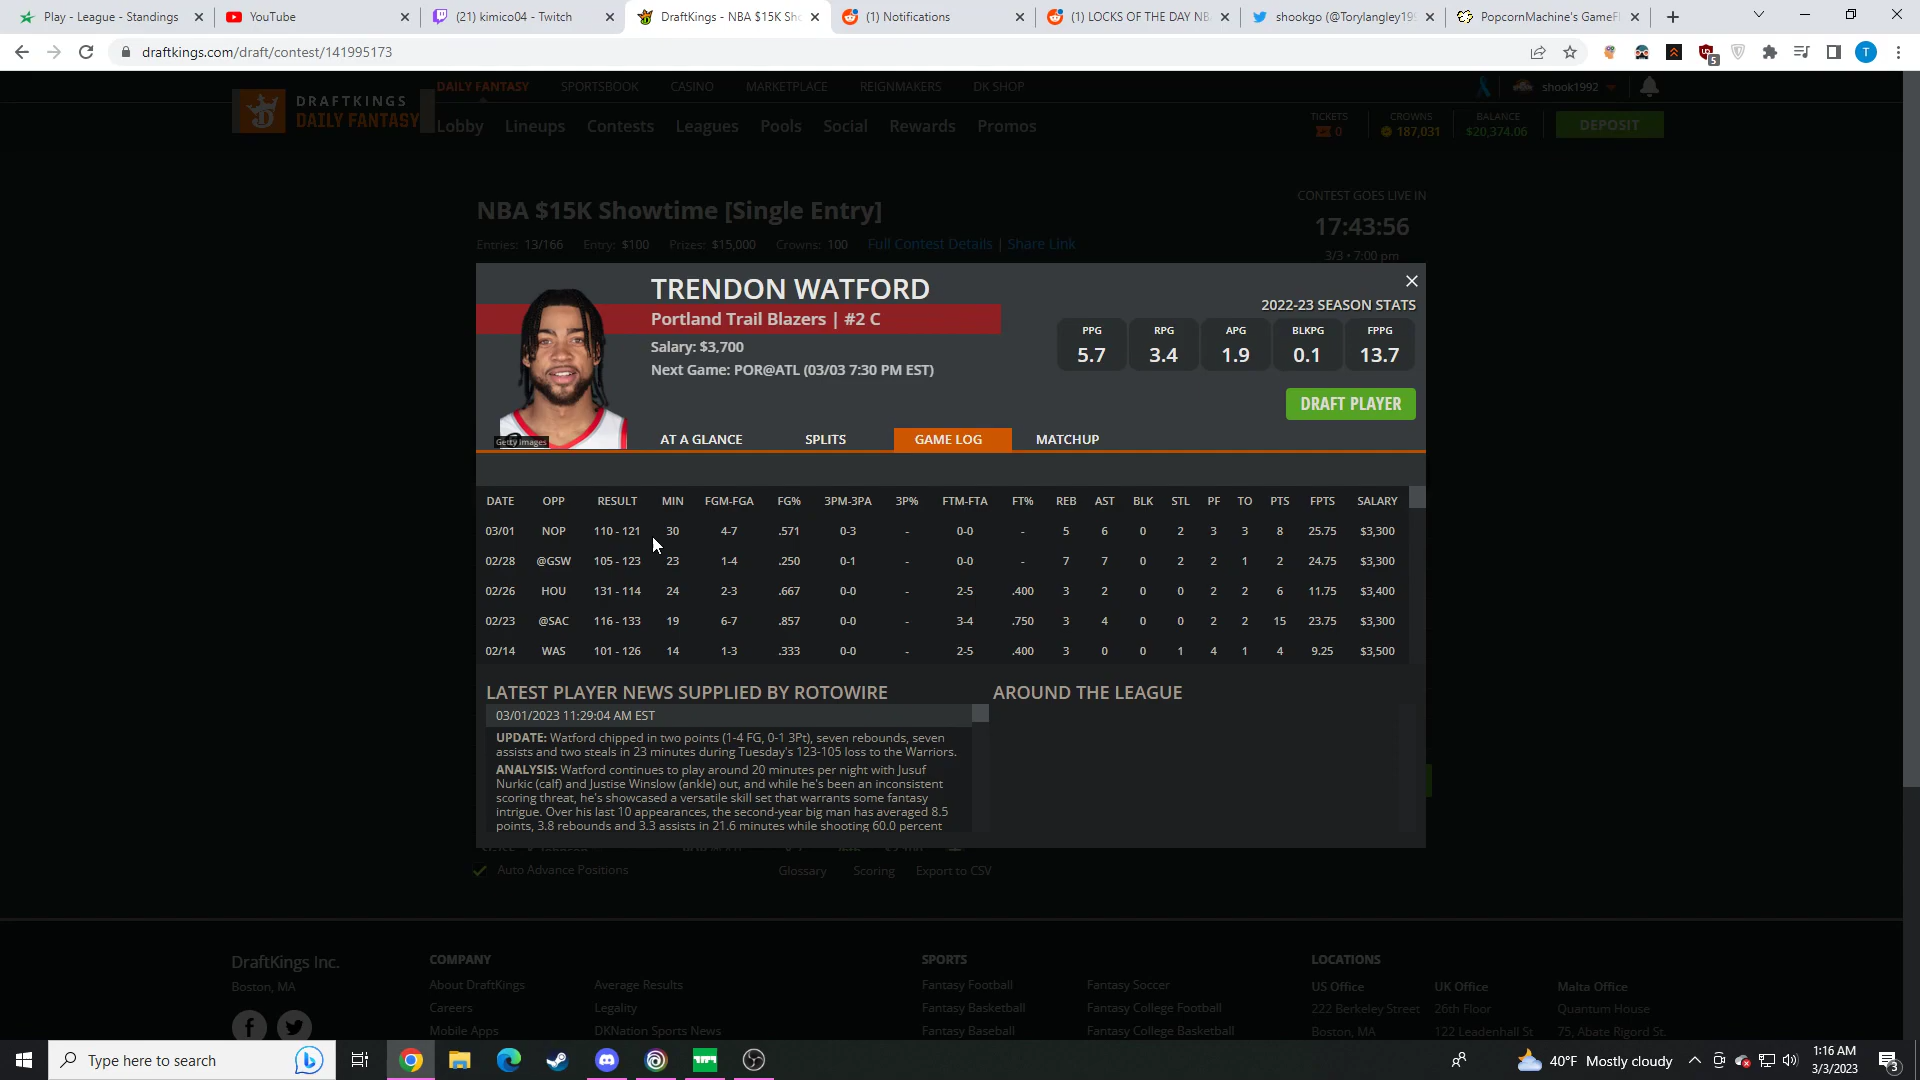 Play - League - Standings
YouTube
(21) kimico04 - Twitch
DraftKings - NBA $15K Sho
(1) Notifications
(1) LOCKS OF THE DAY NB
shookgo (@Torylangley199
PopcornMachine's GameFl
draftkings.com/draft/contest/141995173
5
T
DAILY FANTASY SPORTSBOOK CASINO MARKETPLACE REIGNMAKERS DK SHOP
shook1992
DRAFTKINGS
DAILY FANTASY
Lobby Lineups Contests Leagues Pools Social Rewards Promos
TICKETS
0
CROWNS
187,031
BALANCE
$20,374.06
DEPOSIT
NBA $15K Showtime [Single Entry]
Entries: 13/166 Entry: $100 Prizes: $15,000 Crowns: 100 Full Contest Details | Share Link
CONTEST GOES LIVE IN
17:43:56
3/3 • 7:00 pm
TRENDON WATFORD
Portland Trail Blazers | #2 C
Salary: $3,700
Next Game: POR@ATL (03/03 7:30 PM EST)
Getty Images
2022-23 SEASON STATS
PPG RPG APG BLKPG FPPG
5.7 3.4 1.9 0.1 13.7
DRAFT PLAYER
AT A GLANCE SPLITS GAME LOG MATCHUP
DATE OPP RESULT MIN FGM-FGA FG% 3PM-3PA 3P% FTM-FTA FT% REB AST BLK STL PF TO PTS FPTS SALARY
03/01 NOP 110 - 121 30 4-7 .571 0-3 - 0-0 - 5 6 0 2 3 3 8 25.75 $3,300
02/28 @GSW 105 - 123 23 1-4 .250 0-1 - 0-0 - 7 7 0 2 2 1 2 24.75 $3,300
02/26 HOU 131 - 114 24 2-3 .667 0-0 - 2-5 .400 3 2 0 0 2 2 6 11.75 $3,400
02/23 @SAC 116 - 133 19 6-7 .857 0-0 - 3-4 .750 3 4 0 0 2 2 15 23.75 $3,300
02/14 WAS 101 - 126 14 1-3 .333 0-0 - 2-5 .400 3 0 0 1 4 1 4 9.25 $3,500
LATEST PLAYER NEWS SUPPLIED BY ROTOWIRE
AROUND THE LEAGUE
03/01/2023 11:29:04 AM EST
UPDATE: Watford chipped in two points (1-4 FG, 0-1 3Pt), seven rebounds, seven
assists and two steals in 23 minutes during Tuesday's 123-105 loss to the Warriors.
ANALYSIS: Watford continues to play around 20 minutes per night with Jusuf
Nurkic (calf) and Justise Winslow (ankle) out, and while he's been an inconsistent
scoring threat, he's showcased a versatile skill set that warrants some fantasy
intrigue. Over his last 10 appearances, the second-year big man has averaged 8.5
points, 3.8 rebounds and 3.3 assists in 21.6 minutes while shooting 60.0 percent
Auto Advance Positions
Glossary Scoring Export to CSV
DraftKings Inc.
Boston, MA
COMPANY
About DraftKings
Careers
Mobile Apps
Average Results
Legality
DKNation Sports News
SPORTS
Fantasy Football
Fantasy Basketball
Fantasy Baseball
Fantasy Soccer
Fantasy College Football
Fantasy College Basketball
LOCATIONS
US Office
222 Berkeley Street
Boston, MA
UK Office
26th Floor
122 Leadenhall St
Malta Office
Quantum House
75, Abate Rigord St.
Type here to search
40°F Mostly cloudy
1:16 AM
3/3/2023
3